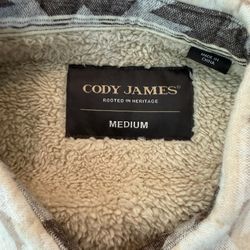 CODY JAMES®
ROOTED IN HERITAGE
MEDIUM
MADE IN
CHINA